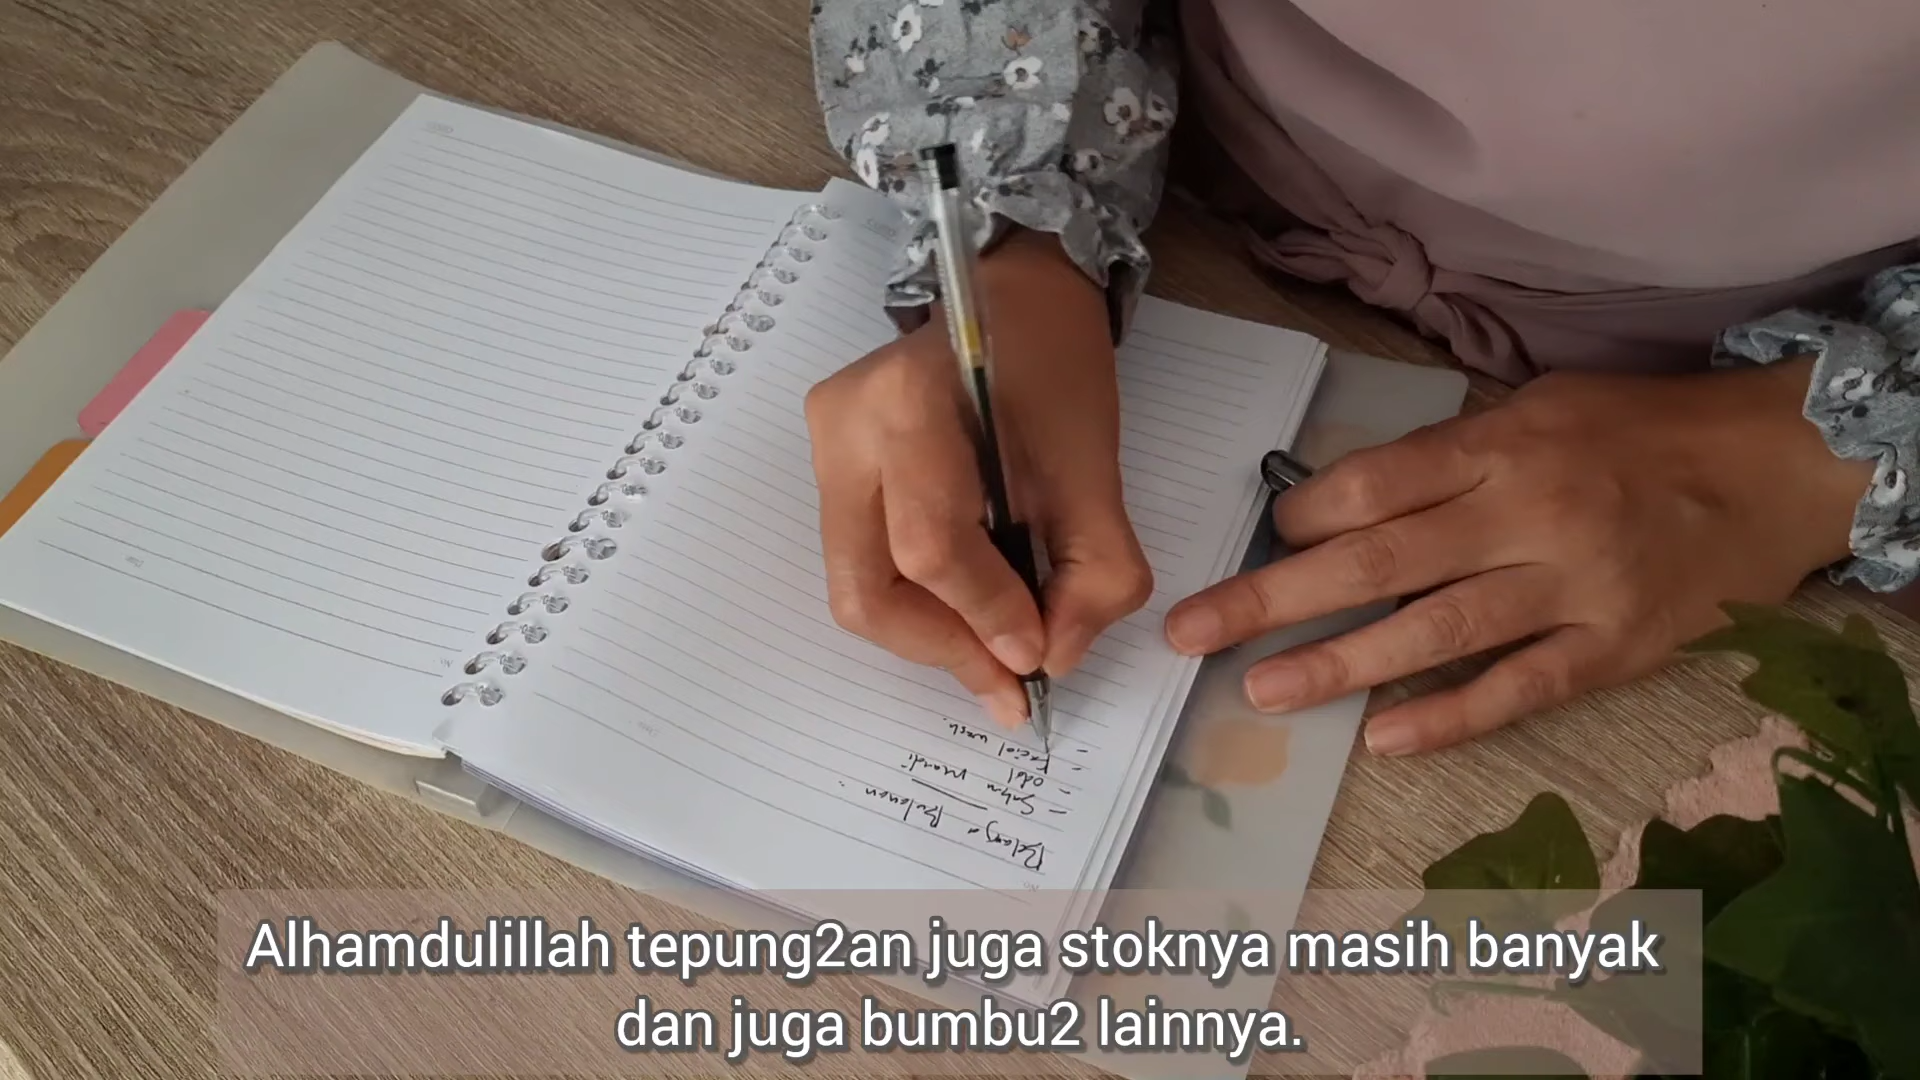 Belanja Bulanan :
- Sabun mandi
- Odol
- Facial wash.
-
Alhamdulillah tepung2an juga stoknya masih banyak
dan juga bumbu2 lainnya.